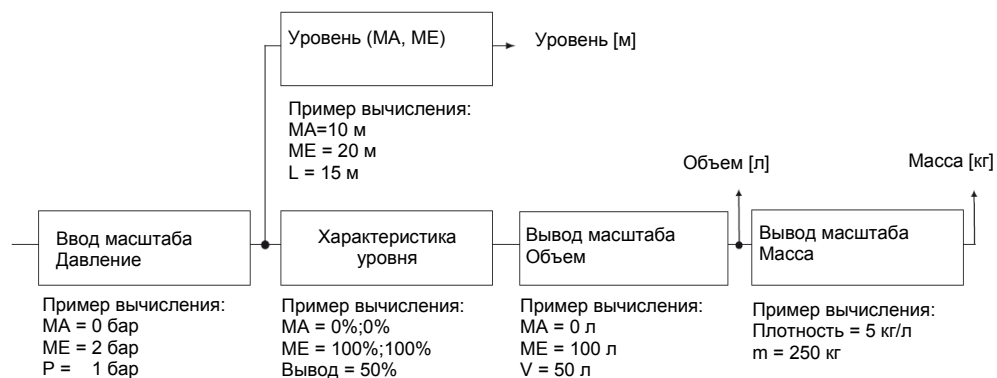 Уровень (MA, ME)
Уровень [м]
Пример вычисления:
MA=10 м
ME = 20 м
L = 15 м
Объем [л]
Масса [кг]
Ввод масштаба
Давление
Пример вычисления:
MA = 0 бар
ME = 2 бар
P = 1 бар
Характеристика
уровня
Пример вычисления:
MA = 0%;0%
ME = 100%;100%
Вывод = 50%
Вывод масштаба
Объем
Пример вычисления:
MA = 0 л
ME = 100 л
V = 50 л
Вывод масштаба
Масса
Пример вычисления:
Плотность = 5 кг/л
m = 250 кг